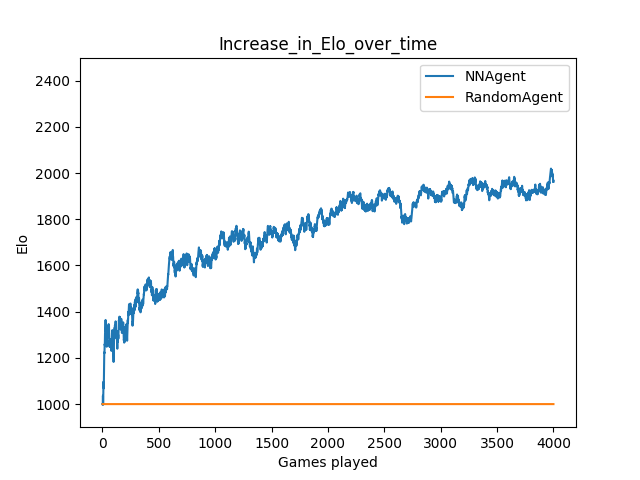 Increase_in_Elo_over_time
NNAgent
RandomAgent
2400
2200
2000
1800
1600
1400
1200
1000
Elo
0 500 1000 1500 2000 2500 3000 3500 4000
Games played